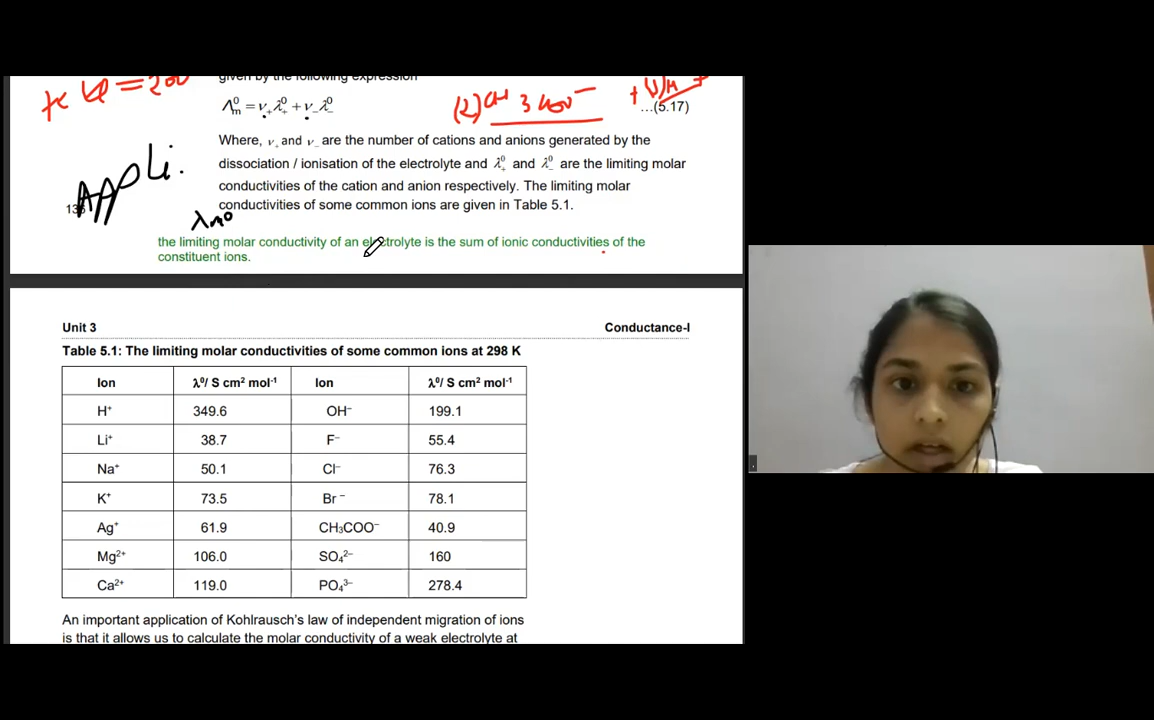 given by the following expression
Λ⁰m = ν₊λ⁰₊ + ν₋λ⁰₋
...(5.17)
Where, ν₊ and ν₋ are the number of cations and anions generated by the
dissociation / ionisation of the electrolyte and λ⁰₊ and λ⁰₋ are the limiting molar
conductivities of the cation and anion respectively. The limiting molar
conductivities of some common ions are given in Table 5.1.
Appli.
λm⁰
the limiting molar conductivity of an electrolyte is the sum of ionic conductivities of the
constituent ions.
Unit 3 Conductance-I
Table 5.1: The limiting molar conductivities of some common ions at 298 K
Ion λ⁰/ S cm² mol⁻¹ Ion λ⁰/ S cm² mol⁻¹
H⁺ 349.6 OH⁻ 199.1
Li⁺ 38.7 F⁻ 55.4
Na⁺ 50.1 Cl⁻ 76.3
K⁺ 73.5 Br⁻ 78.1
Ag⁺ 61.9 CH₃COO⁻ 40.9
Mg²⁺ 106.0 SO₄²⁻ 160
Ca²⁺ 119.0 PO₄³⁻ 278.4
An important application of Kohlrausch's law of independent migration of ions
is that it allows us to calculate the molar conductivity of a weak electrolyte at